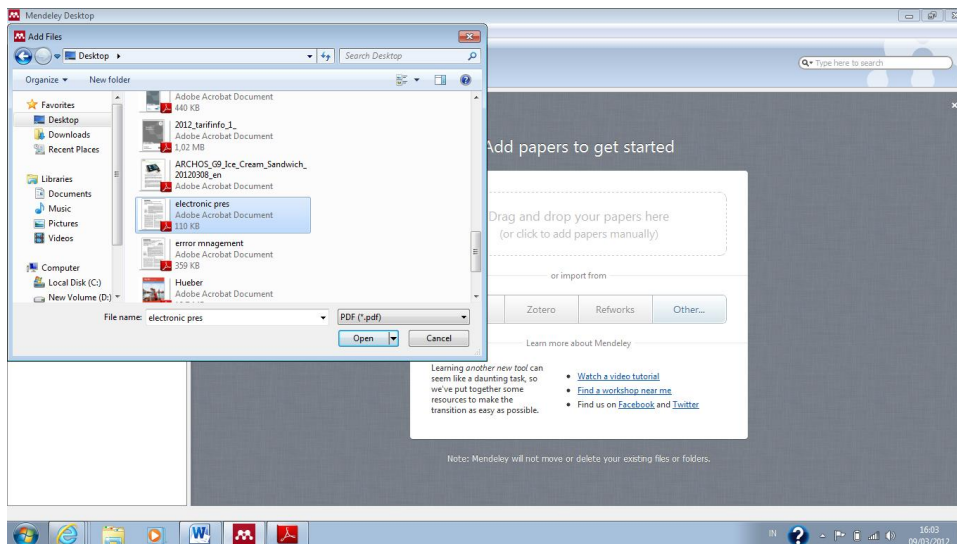 Mendeley Desktop
Add Files
Desktop
Search Desktop
Organize
New folder
Favorites
Desktop
Downloads
Recent Places
Libraries
Documents
Music
Pictures
Videos
Computer
Local Disk (C:)
New Volume (D:)
Adobe Acrobat Document
440 KB
2012_tarifinfo_1_
Adobe Acrobat Document
1,02 MB
ARCHOS_G9_Ice_Cream_Sandwich_
20120308_en
Adobe Acrobat Document
electronic pres
Adobe Acrobat Document
110 KB
errror mnagement
Adobe Acrobat Document
359 KB
Hueber
Adobe Acrobat Document
File name: electronic pres
PDF (*.pdf)
Open
Cancel
Type here to search
Add papers to get started
Drag and drop your papers here
(or click to add papers manually)
or import from
Zotero
Refworks
Other...
Learn more about Mendeley
Learning another new tool can
seem like a daunting task, so
we've put together some
resources to make the
transition as easy as possible.
Watch a video tutorial
Find a workshop near me
Find us on Facebook and Twitter
Note: Mendeley will not move or delete your existing files or folders.
IN
16:03
09/03/2012